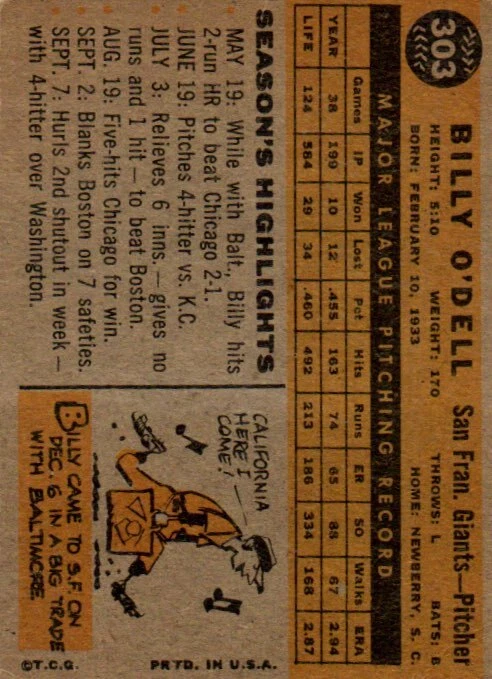 303
BILLY O'DELL San Fran. Giants—Pitcher
HEIGHT: 5:10 WEIGHT: 170 THROWS: L BATS: B
BORN: FEBRUARY 10, 1933 HOME: NEWBERRY, S. C.
MAJOR LEAGUE PITCHING RECORD
Games IP Won Lost Pct Hits Runs ER SO Walks ERA
YEAR 38 199 10 12 .455 163 74 65 88 67 2.94
LIFE 124 584 29 34 .460 492 213 186 334 168 2.87
SEASON'S HIGHLIGHTS
MAY 19: While with Balt., Billy hits
2-run HR to beat Chicago 2-1.
JUNE 19: Pitches 4-hitter vs. K.C.
JULY 3: Relieves 6 inns.—gives no
runs and 1 hit—to beat Boston.
AUG. 19: Five-hits Chicago for win.
SEPT. 2: Blanks Boston on 7 safeties.
SEPT. 7: Hurls 2nd shutout in week—
with 4-hitter over Washington.
CALIFORNIA
HERE I
COME!
BILLY CAME TO S.F. ON
DEC. 6 IN A BIG TRADE
WITH BALTIMORE.
©T.C.G. PRTD. IN U.S.A.